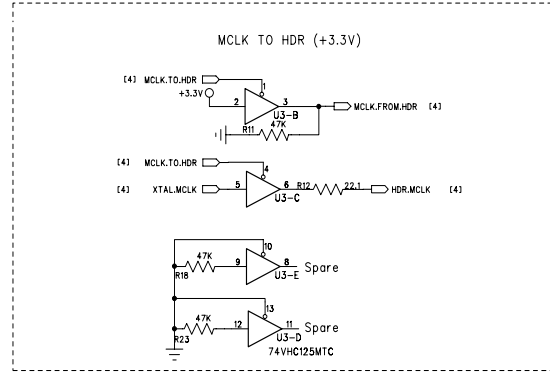 MCLK TO HDR (+3.3V)
[4] MCLK.TO.HDR
1
+3.3V
2
3
MCLK.FROM.HDR [4]
U3-B
R11
47K
[4] MCLK.TO.HDR
4
[4] XTAL.MCLK
5
6
R12
22.1
HDR.MCLK [4]
U3-C
10
47K
9
8
Spare
R18
U3-E
13
47K
12
11
Spare
R23
U3-D
74VHC125MTC